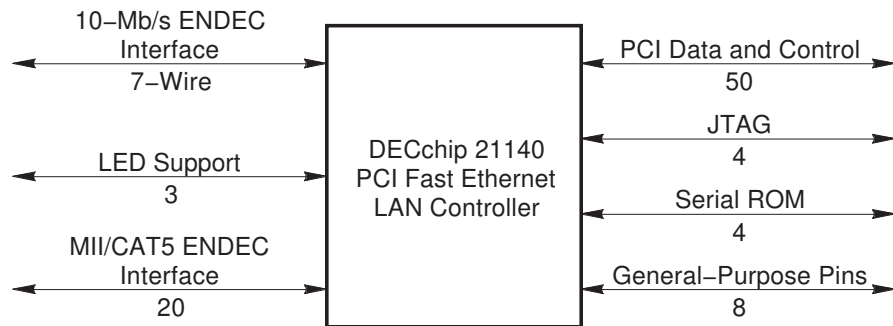 10−Mb/s ENDEC
Interface
7−Wire
LED Support
3
MII/CAT5 ENDEC
Interface
20
DECchip 21140
PCI Fast Ethernet
LAN Controller
PCI Data and Control
50
JTAG
4
Serial ROM
4
General−Purpose Pins
8